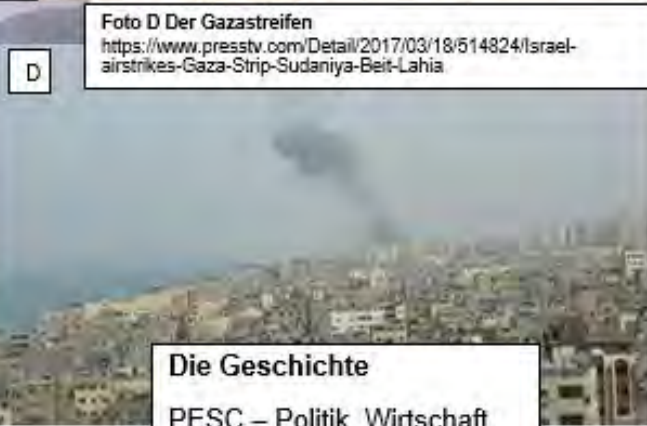 Foto D Der Gazastreifen
https://www.presstv.com/Detail/2017/03/18/514824/Israel-
airstrikes-Gaza-Strip-Sudaniya-Beit-Lahia
D
Die Geschichte
PESC – Politik, Wirtschaft,